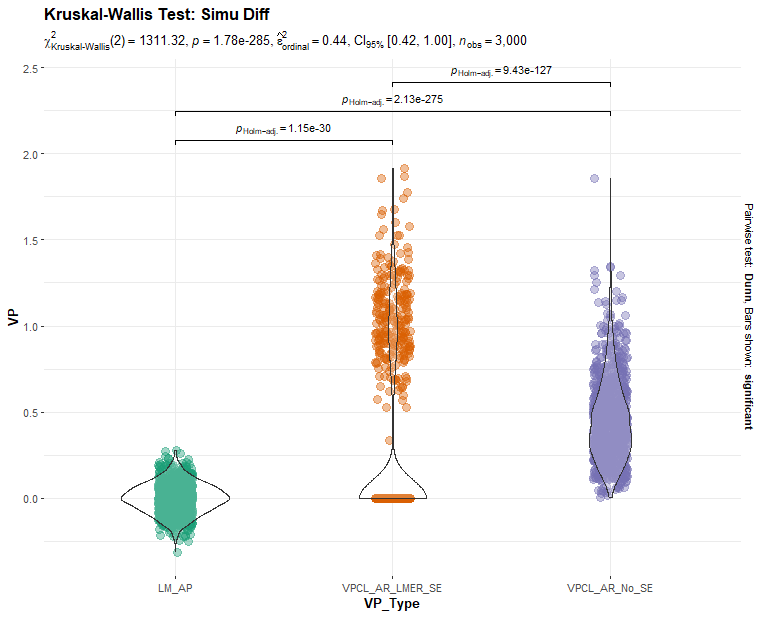 Kruskal-Wallis Test: Simu Diff
χ²Kruskal-Wallis(2) = 1311.32, p = 1.78e-285, ε̂²ordinal = 0.44, CI95% [0.42, 1.00], nobs = 3,000
2.5
pHolm-adj. = 9.43e-127
pHolm-adj. = 2.13e-275
pHolm-adj. = 1.15e-30
2.0
1.5
1.0
0.5
0.0
VP
LM_AP
VPCL_AR_LMER_SE
VPCL_AR_No_SE
VP_Type
Pairwise test: Dunn, Bars shown: significant